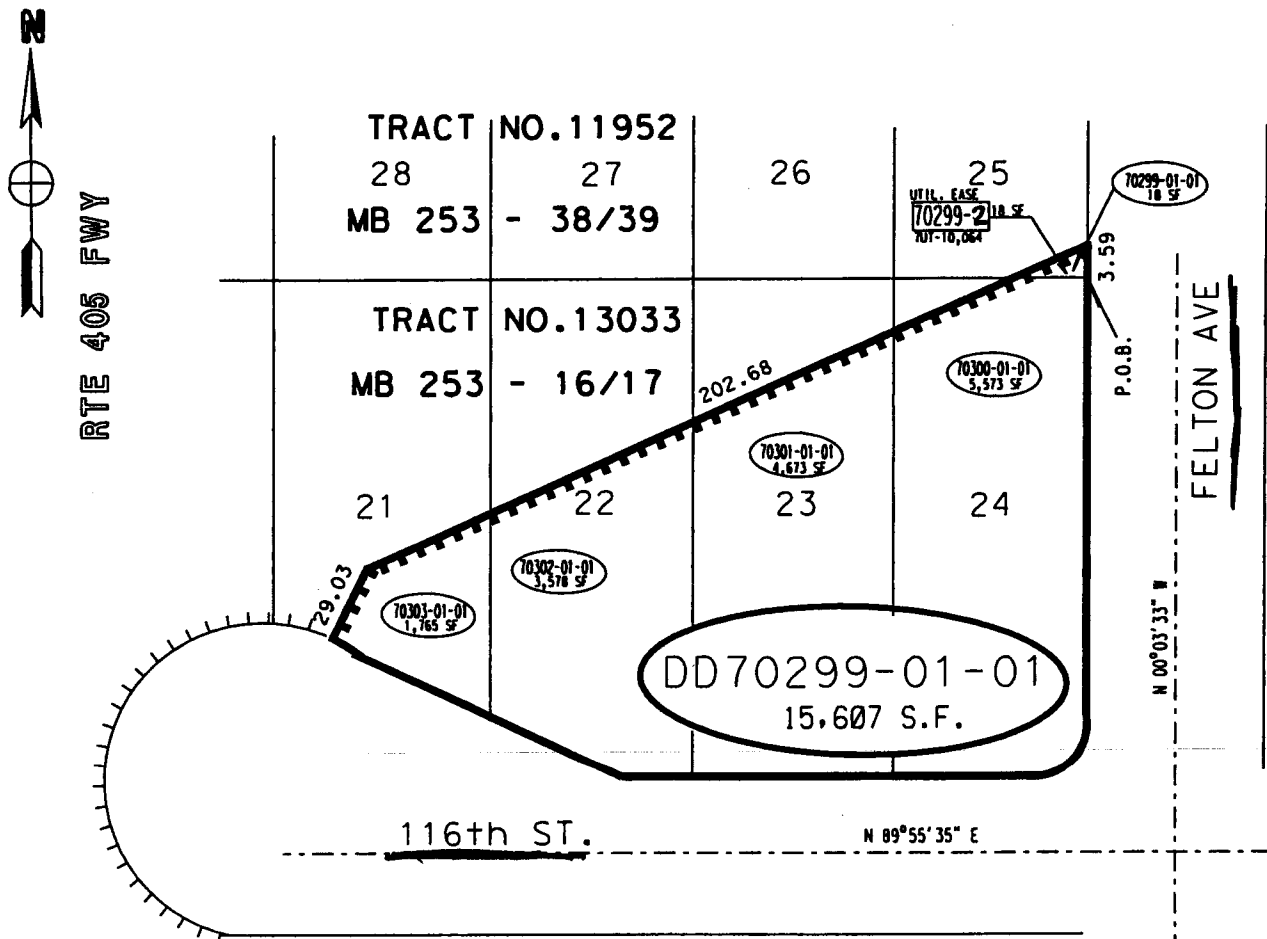 N
RTE 405 FWY
TRACT NO.11952
28
27
26
25
MB 253 - 38/39
UTIL. EASE
70299-2
18 SF
7UT-10,064
70299-01-01
18 SF
3.59
P.O.B.
FELTON AVE
TRACT NO.13033
MB 253 - 16/17
202.68
70300-01-01
5,573 SF
70301-01-01
4,673 SF
21
22
23
24
29.03
70302-01-01
3,578 SF
70303-01-01
1,765 SF
DD70299-01-01
15,607 S.F.
N 00°03'33" W
116th ST.
N 89°55'35" E